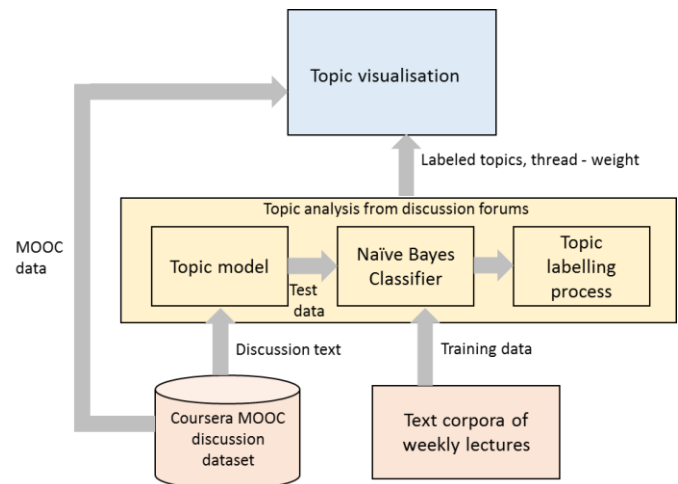 Topic visualisation
Labeled topics, thread - weight
Topic analysis from discussion forums
MOOC
data
Topic model
Test
data
Naïve Bayes
Classifier
Topic
labelling
process
Discussion text
Training data
Coursera MOOC
discussion
dataset
Text corpora of
weekly lectures